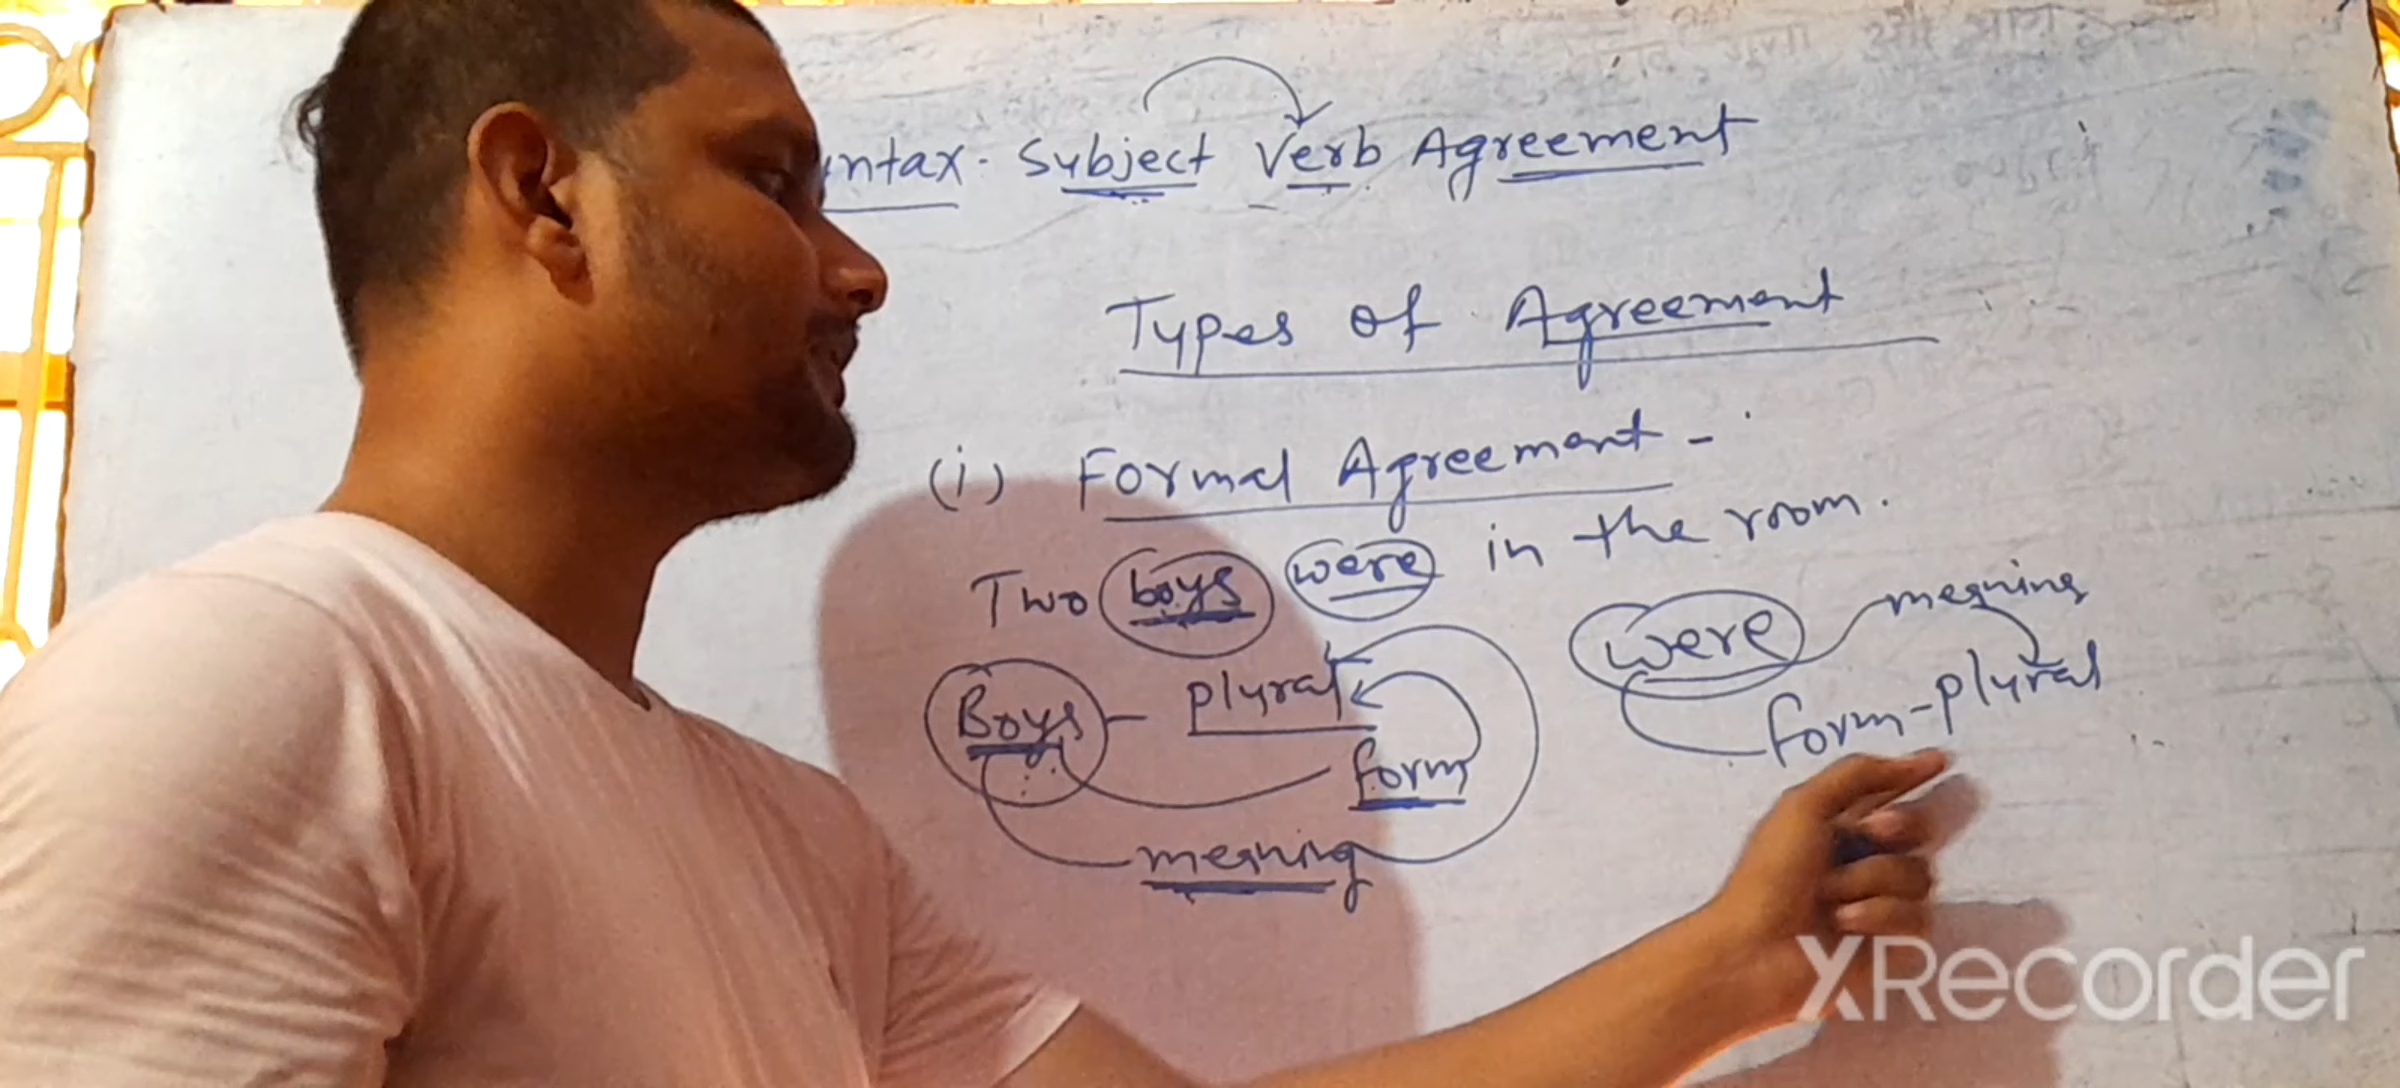 ntax. Subject Verb Agreement
Types of Agreement
(i) Formal Agreement -
Two boys were in the room.
Boys - plural
form
meaning
were meaning
form-plural
XRecorder